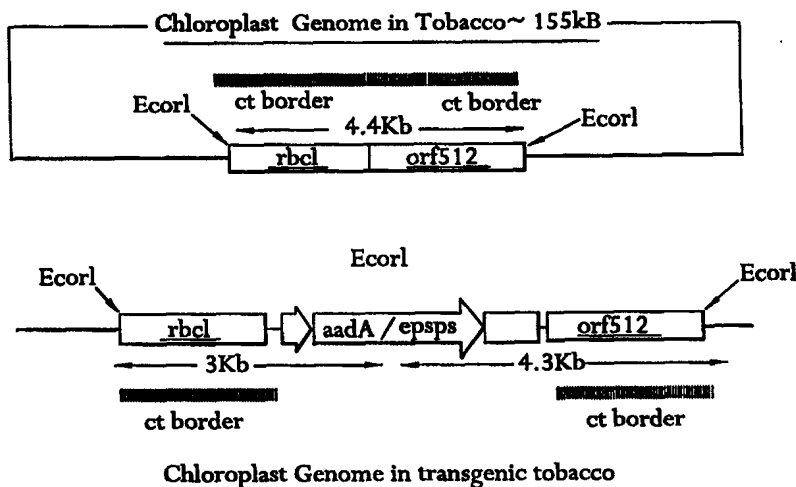 Chloroplast Genome in Tobacco~ 155kB
ct border ct border
Ecorl
4.4Kb
Ecorl
rbcl orf512
Ecorl
Ecorl
Ecorl
rbcl aadA / epsps orf512
3Kb 4.3Kb
ct border ct border
Chloroplast Genome in transgenic tobacco